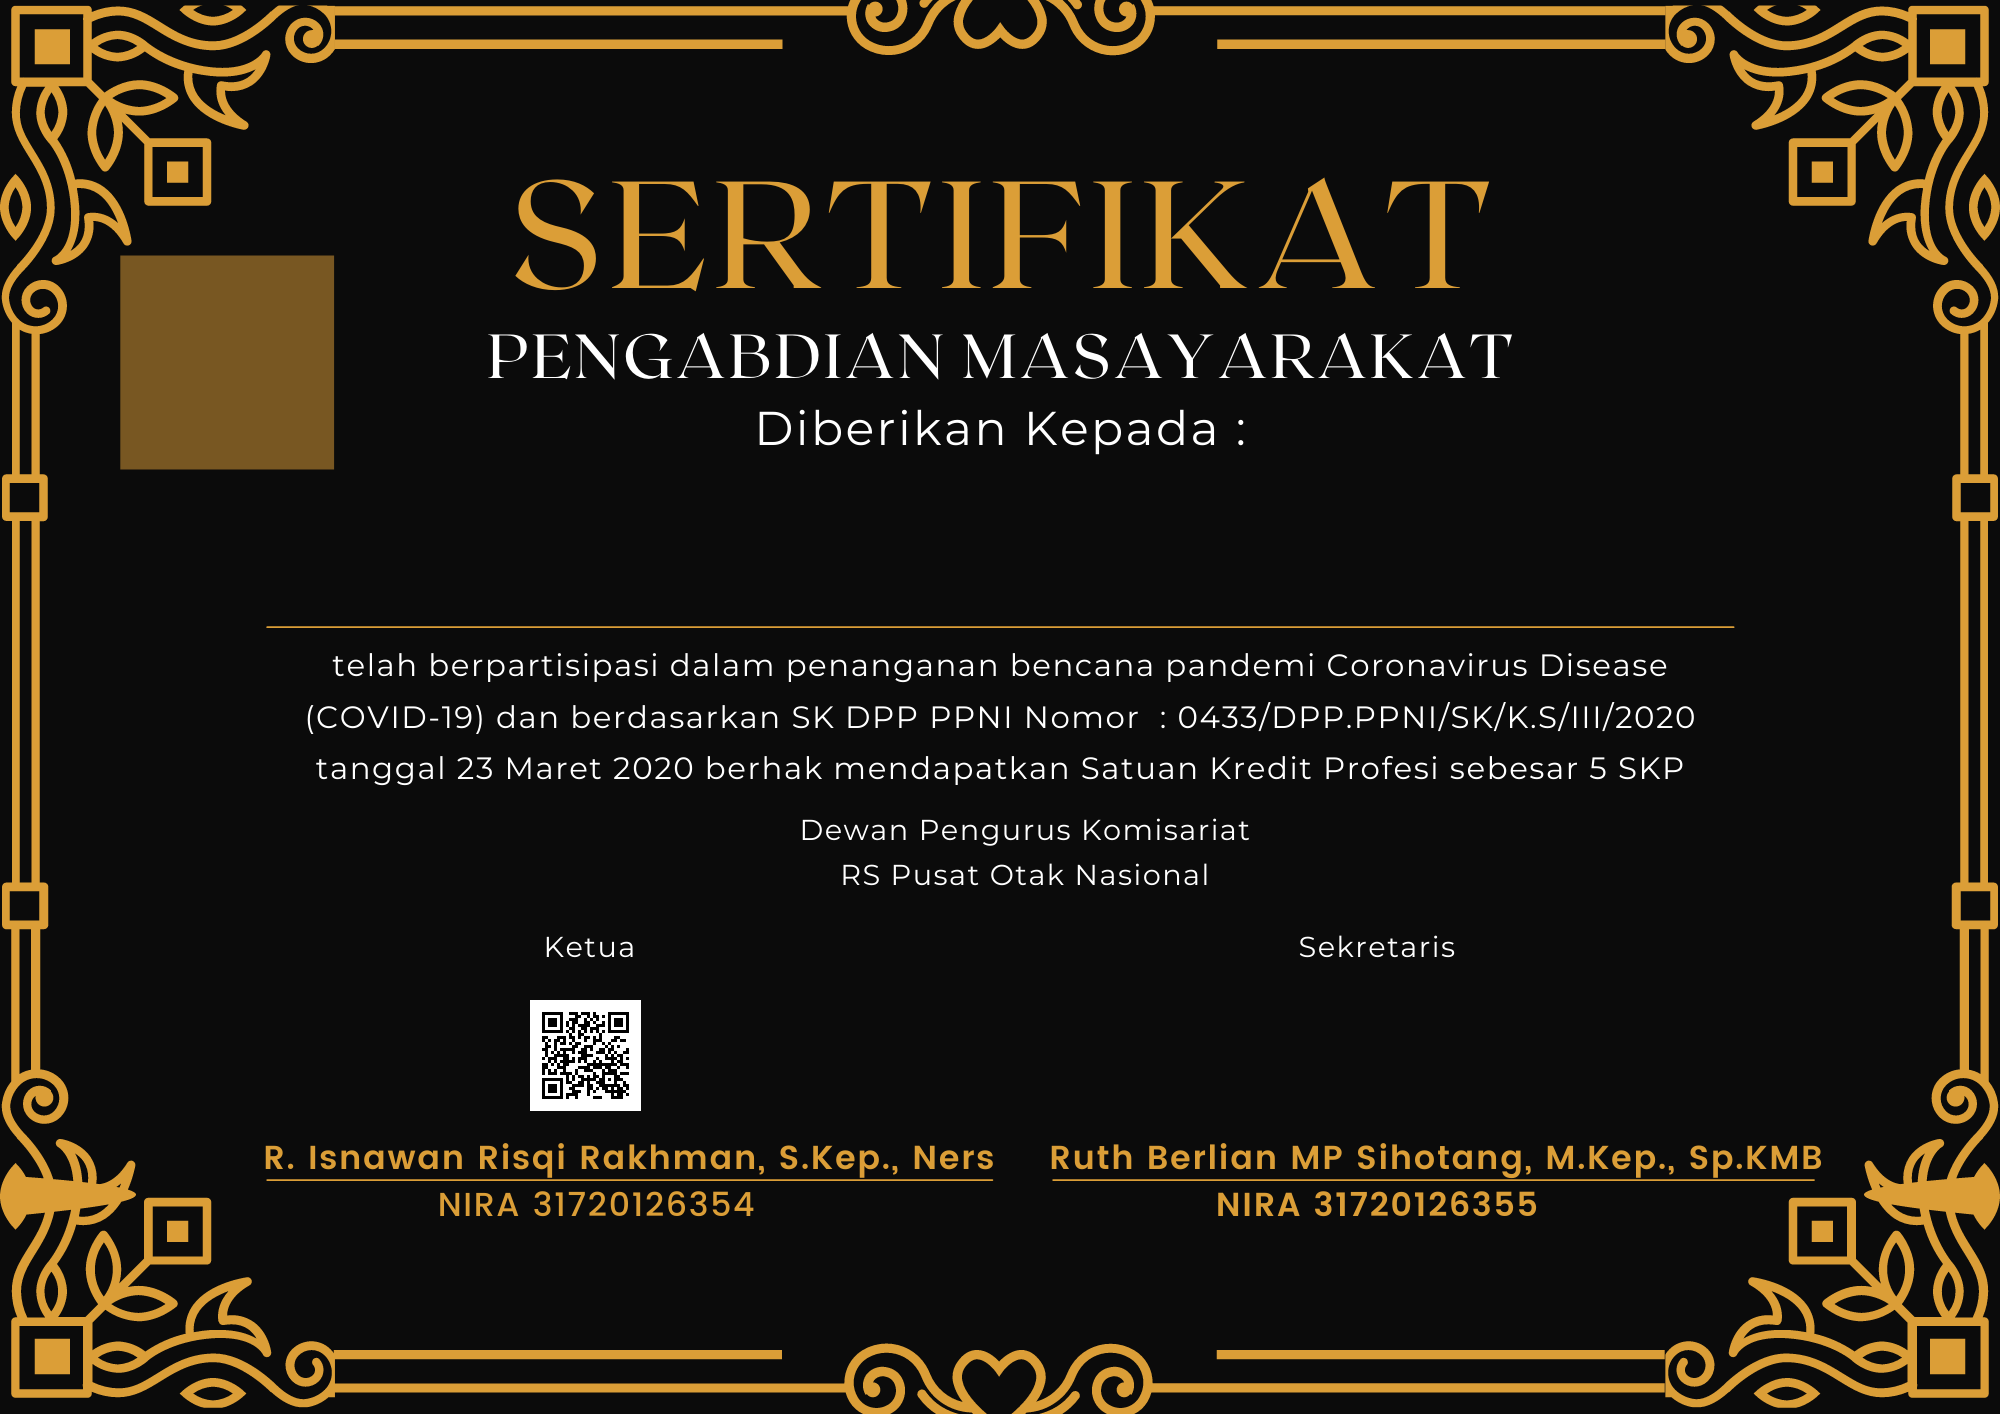 SERTIFIKAT
PENGABDIAN MASAYARAKAT
Diberikan Kepada :
telah berpartisipasi dalam penanganan bencana pandemi Coronavirus Disease
(COVID-19) dan berdasarkan SK DPP PPNI Nomor : 0433/DPP.PPNI/SK/K.S/III/2020
tanggal 23 Maret 2020 berhak mendapatkan Satuan Kredit Profesi sebesar 5 SKP
Dewan Pengurus Komisariat
RS Pusat Otak Nasional
Ketua
Sekretaris
R. Isnawan Risqi Rakhman, S.Kep., Ners
Ruth Berlian MP Sihotang, M.Kep., Sp.KMB
NIRA 31720126354
NIRA 31720126355